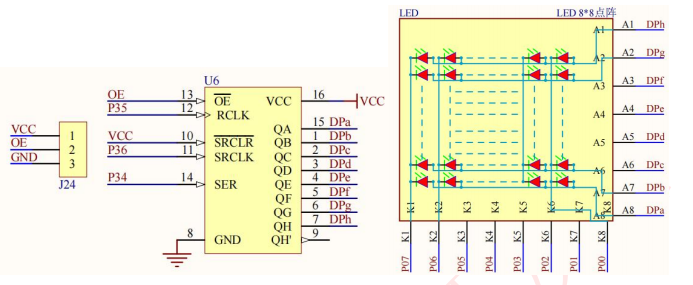 LED
LED 8*8点阵
U6
VCC
OE
GND
1
2
3
J24
OE
P35
VCC
P36
P34
13
12
10
11
14
8
OE
RCLK
SRCLR
SRCLK
SER
GND
VCC
QA
QB
QC
QD
QE
QF
QG
QH
QH'
16
VCC
15 DPa
1 DPb
2 DPc
3 DPd
4 DPe
5 DPf
6 DPg
7 DPh
9
A1 A1 DPh
A2 A2 DPg
A3 A3 DPf
A4 A4 DPe
A5 A5 DPd
A6 A6 DPc
A7 A7 DPb
A8 A8 DPa
K1 K2 K3 K4 K5 K6 K7 K8
K1 K2 K3 K4 K5 K6 K7 K8
P07 P06 P05 P04 P03 P02 P01 P00